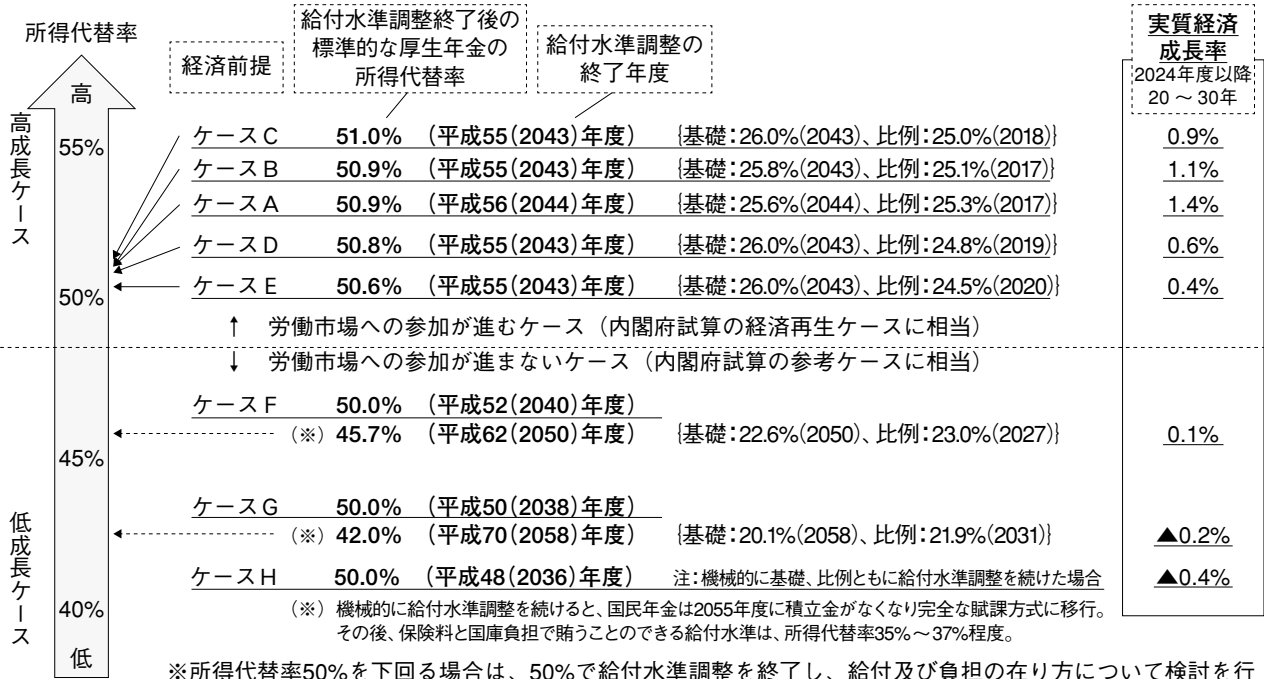 所得代替率
高
55%
50%
45%
40%
低
高成長ケース
低成長ケース
経済前提
給付水準調整終了後の
標準的な厚生年金の
所得代替率
給付水準調整の
終了年度
実質経済
成長率
2024年度以降
20～30年
ケースC 51.0% （平成55（2043）年度） {基礎：26.0%（2043）、比例：25.0%（2018）} 0.9%
ケースB 50.9% （平成55（2043）年度） {基礎：25.8%（2043）、比例：25.1%（2017）} 1.1%
ケースA 50.9% （平成56（2044）年度） {基礎：25.6%（2044）、比例：25.3%（2017）} 1.4%
ケースD 50.8% （平成55（2043）年度） {基礎：26.0%（2043）、比例：24.8%（2019）} 0.6%
ケースE 50.6% （平成55（2043）年度） {基礎：26.0%（2043）、比例：24.5%（2020）} 0.4%
↑ 労働市場への参加が進むケース（内閣府試算の経済再生ケースに相当）
↓ 労働市場への参加が進まないケース（内閣府試算の参考ケースに相当）
ケースF 50.0% （平成52（2040）年度）
（※） 45.7% （平成62（2050）年度） {基礎：22.6%（2050）、比例：23.0%（2027）} 0.1%
ケースG 50.0% （平成50（2038）年度）
（※） 42.0% （平成70（2058）年度） {基礎：20.1%（2058）、比例：21.9%（2031）} ▲0.2%
ケースH 50.0% （平成48（2036）年度） 注：機械的に基礎、比例ともに給付水準調整を続けた場合 ▲0.4%
（※） 機械的に給付水準調整を続けると、国民年金は2055年度に積立金がなくなり完全な賦課方式に移行。
その後、保険料と国庫負担で賄うことのできる給付水準は、所得代替率35%～37%程度。
※所得代替率50%を下回る場合は、50%で給付水準調整を終了し、給付及び負担の在り方について検討を行